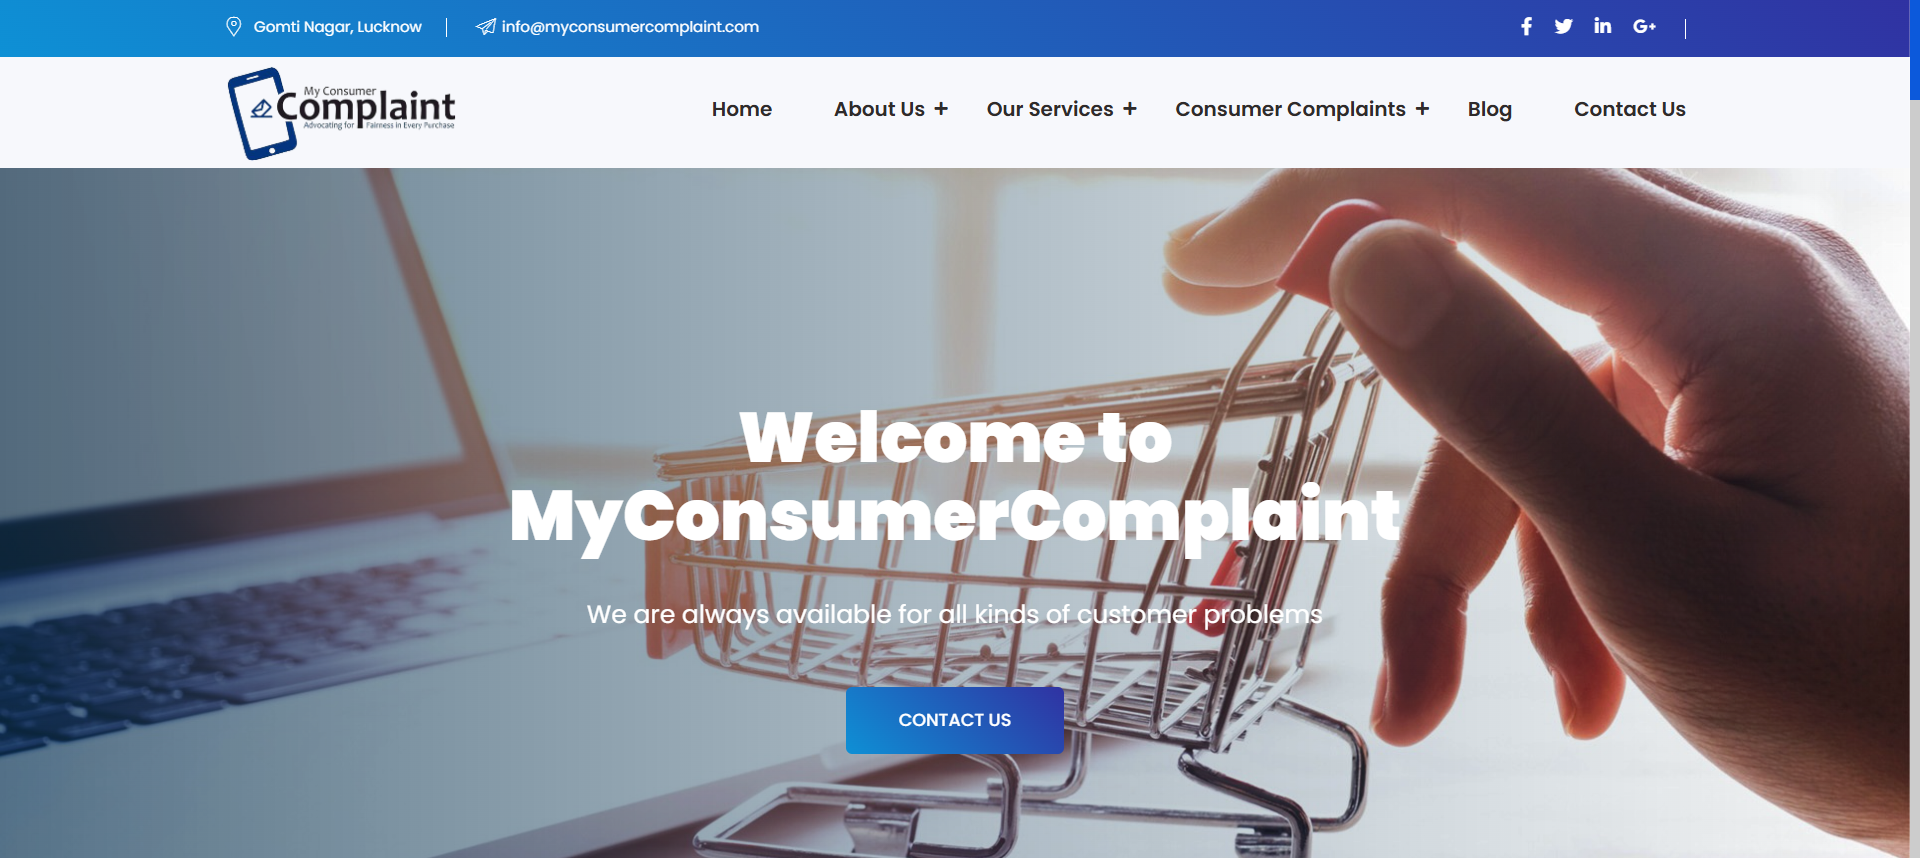 Gomti Nagar, Lucknow
info@myconsumercomplaint.com
My Consumer
Complaint
Advocating for Fairness in Every Purchase
Home
About Us +
Our Services +
Consumer Complaints +
Blog
Contact Us
Welcome to
MyConsumerComplaint
We are always available for all kinds of customer problems
CONTACT US